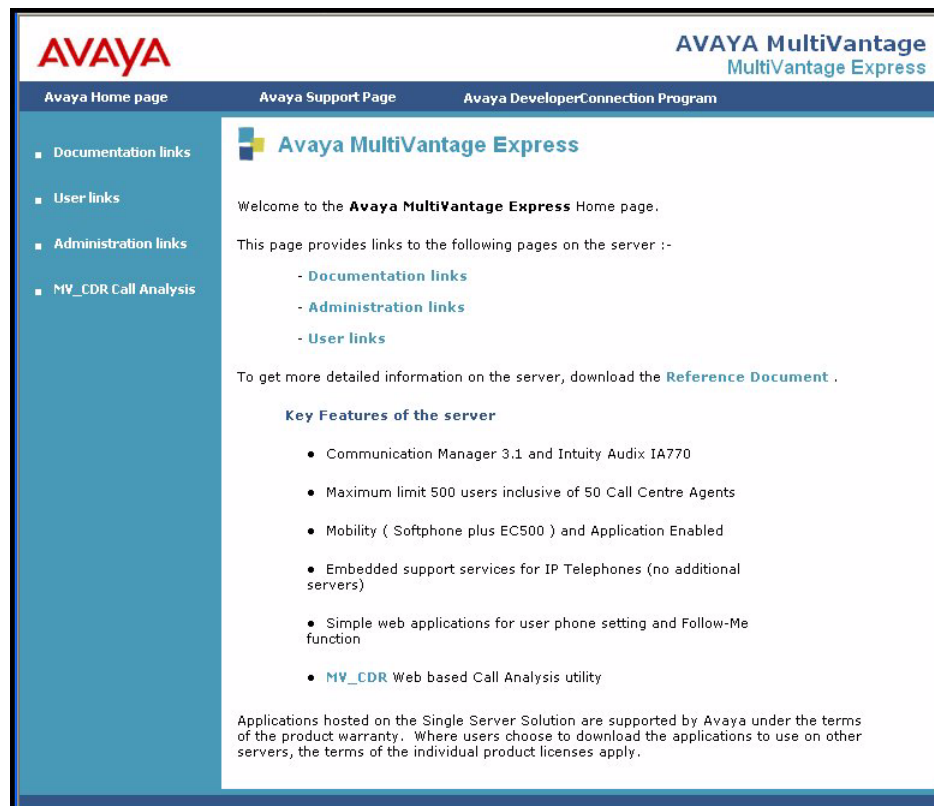 AVAYA
AVAYA MultiVantage
MultiVantage Express
Avaya Home page Avaya Support Page Avaya DeveloperConnection Program
Documentation links
User links
Administration links
MV_CDR Call Analysis
Avaya MultiVantage Express
Welcome to the Avaya MultiVantage Express Home page.
This page provides links to the following pages on the server :-
- Documentation links
- Administration links
- User links
To get more detailed information on the server, download the Reference Document .
Key Features of the server
● Communication Manager 3.1 and Intuity Audix IA770
● Maximum limit 500 users inclusive of 50 Call Centre Agents
● Mobility ( Softphone plus EC500 ) and Application Enabled
● Embedded support services for IP Telephones (no additional
servers)
● Simple web applications for user phone setting and Follow-Me
function
● MV_CDR Web based Call Analysis utility
Applications hosted on the Single Server Solution are supported by Avaya under the terms
of the product warranty. Where users choose to download the applications to use on other
servers, the terms of the individual product licenses apply.